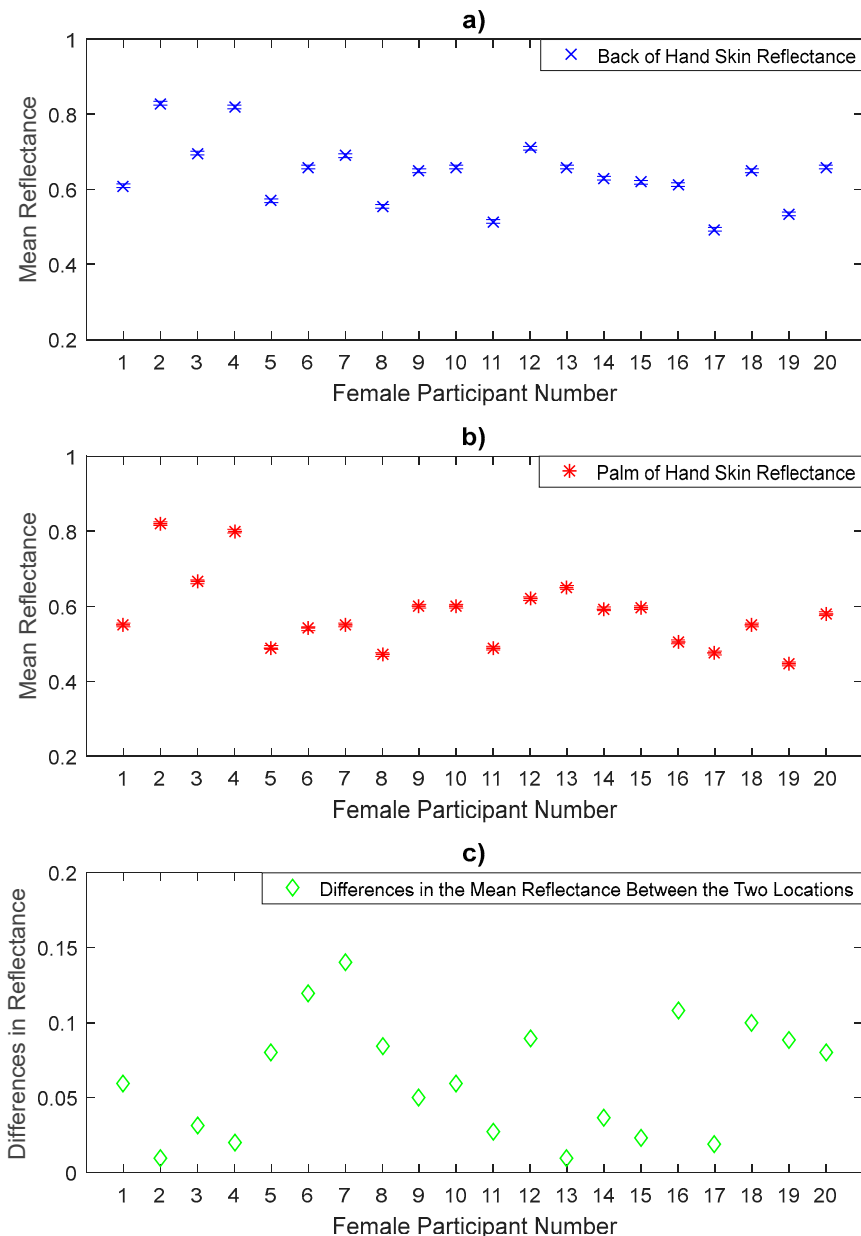 a)
1
Back of Hand Skin Reflectance
0.8
0.6
0.4
0.2
Mean Reflectance
1 2 3 4 5 6 7 8 9 10 11 12 13 14 15 16 17 18 19 20
Female Participant Number
b)
1
Palm of Hand Skin Reflectance
0.8
0.6
0.4
0.2
Mean Reflectance
1 2 3 4 5 6 7 8 9 10 11 12 13 14 15 16 17 18 19 20
Female Participant Number
c)
0.2
Differences in the Mean Reflectance Between the Two Locations
0.15
0.1
0.05
0
Differences in Reflectance
1 2 3 4 5 6 7 8 9 10 11 12 13 14 15 16 17 18 19 20
Female Participant Number